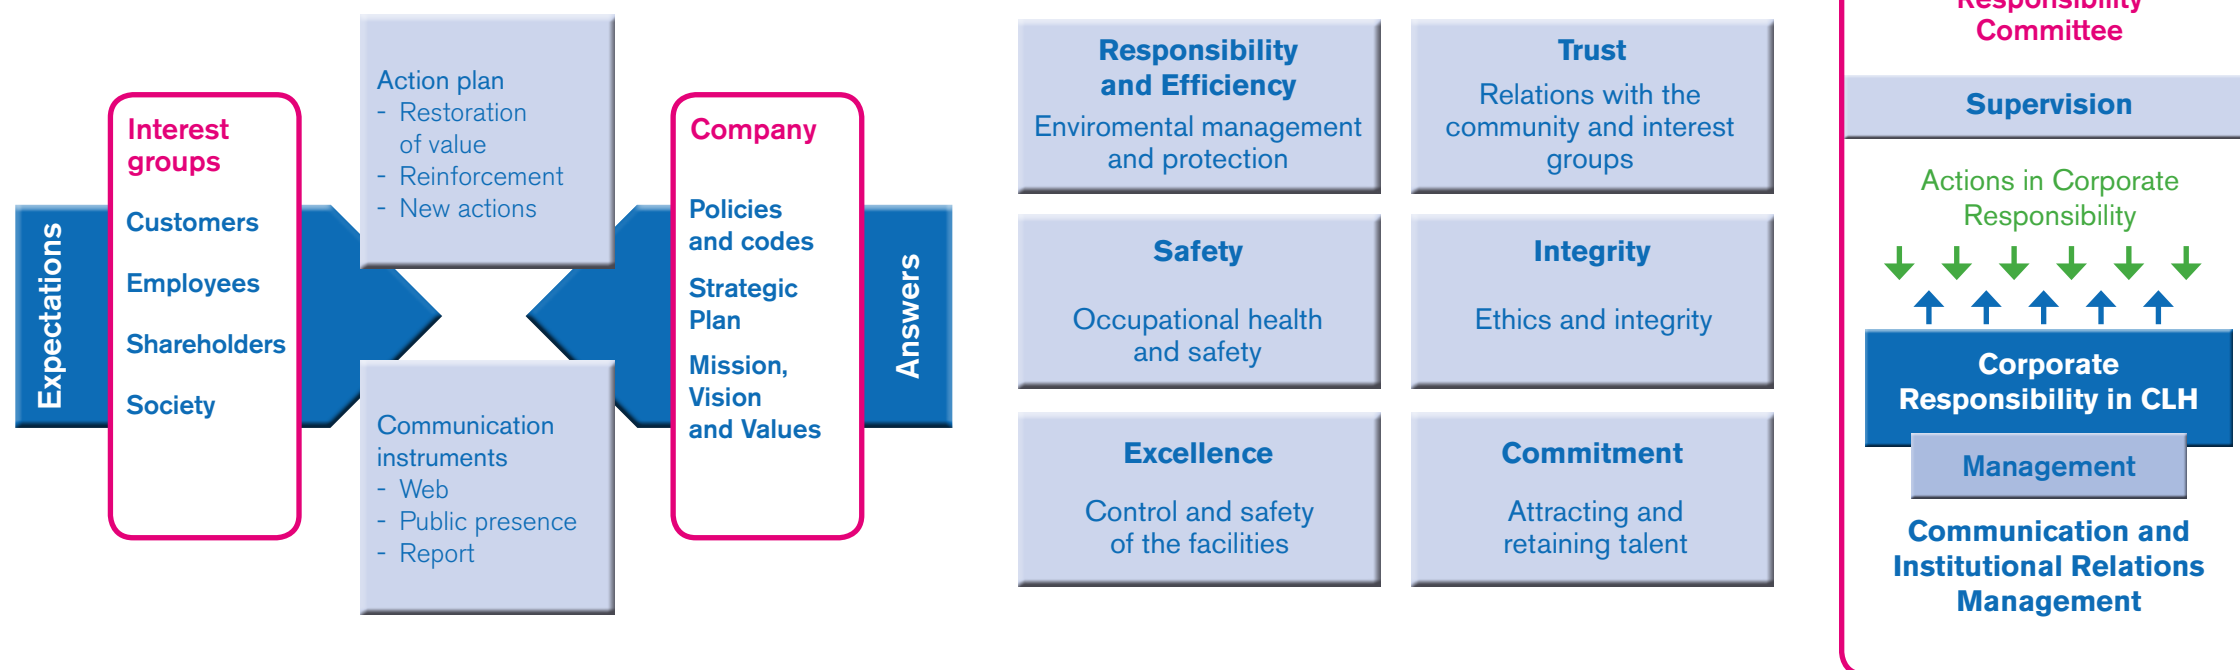 Expectations
Interest
groups
Customers
Employees
Shareholders
Society
Action plan
- Restoration
of value
- Reinforcement
- New actions
Communication
instruments
- Web
- Public presence
- Report
Company
Policies
and codes
Strategic
Plan
Mission,
Vision
and Values
Answers
Responsibility
and Efficiency
Enviromental management
and protection
Trust
Relations with the
community and interest
groups
Safety
Occupational health
and safety
Integrity
Ethics and integrity
Excellence
Control and safety
of the facilities
Commitment
Attracting and
retaining talent
Responsibility
Committee
Supervision
Actions in Corporate
Responsibility
Corporate
Responsibility in CLH
Management
Communication and
Institutional Relations
Management